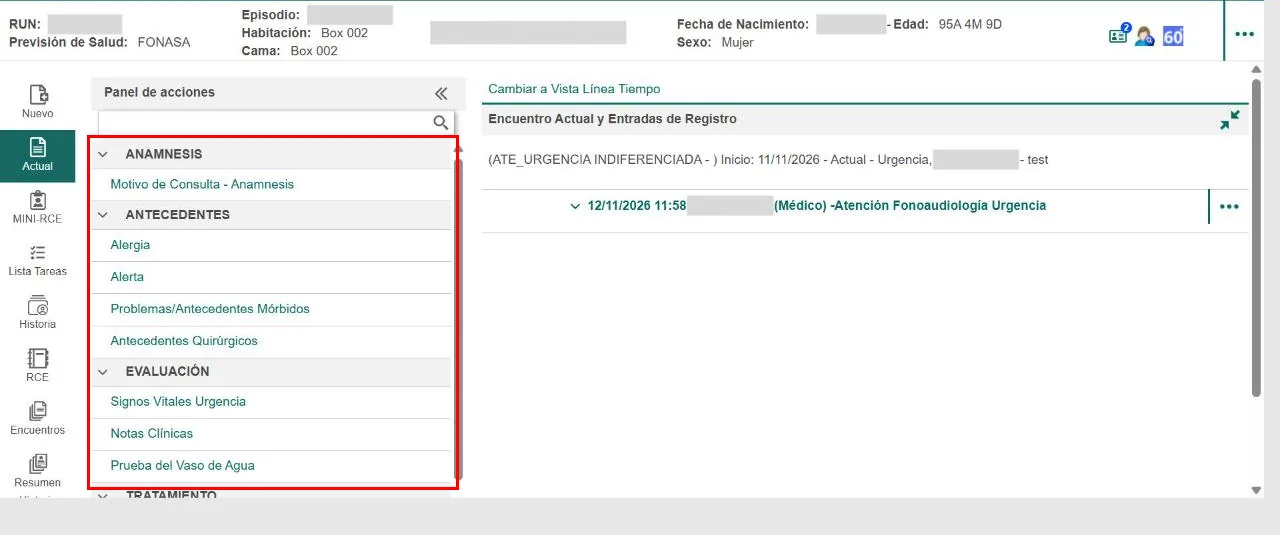 RUN:
Previsión de Salud: FONASA
Episodio:
Habitación: Box 002
Cama: Box 002
Fecha de Nacimiento: - Edad: 95A 4M 9D
Sexo: Mujer
2
60
Nuevo
Actual
MINI-RCE
Lista Tareas
Historia
RCE
Encuentros
Resumen
Panel de acciones
ANAMNESIS
Motivo de Consulta - Anamnesis
ANTECEDENTES
Alergia
Alerta
Problemas/Antecedentes Mórbidos
Antecedentes Quirúrgicos
EVALUACIÓN
Signos Vitales Urgencia
Notas Clínicas
Prueba del Vaso de Agua
TRATAMIENTO
Cambiar a Vista Línea Tiempo
Encuentro Actual y Entradas de Registro
(ATE_URGENCIA INDIFERENCIADA - ) Inicio: 11/11/2026 - Actual - Urgencia, - test
12/11/2026 11:58 (Médico) -Atención Fonoaudiología Urgencia